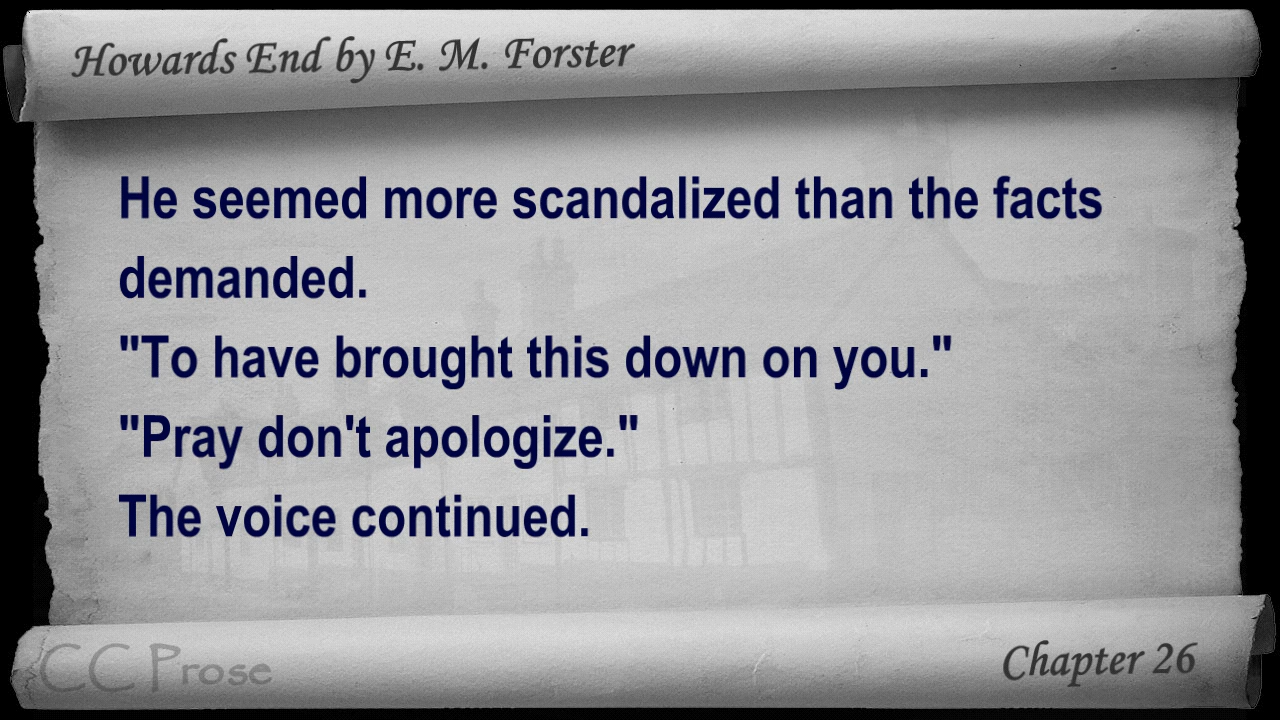 Howards End by E. M. Forster
He seemed more scandalized than the facts
demanded.
"To have brought this down on you."
"Pray don't apologize."
The voice continued.
CC Prose
Chapter 26